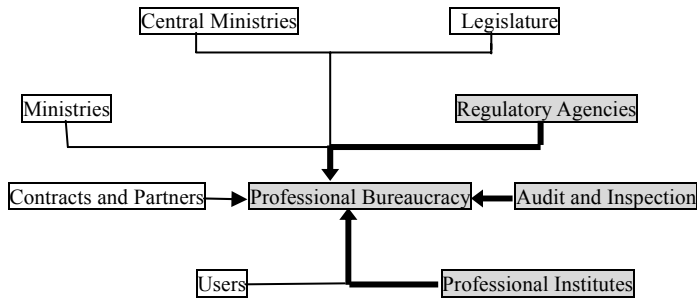 Central Ministries
Legislature
Ministries
Regulatory Agencies
Contracts and Partners
Professional Bureaucracy
Audit and Inspection
Users
Professional Institutes